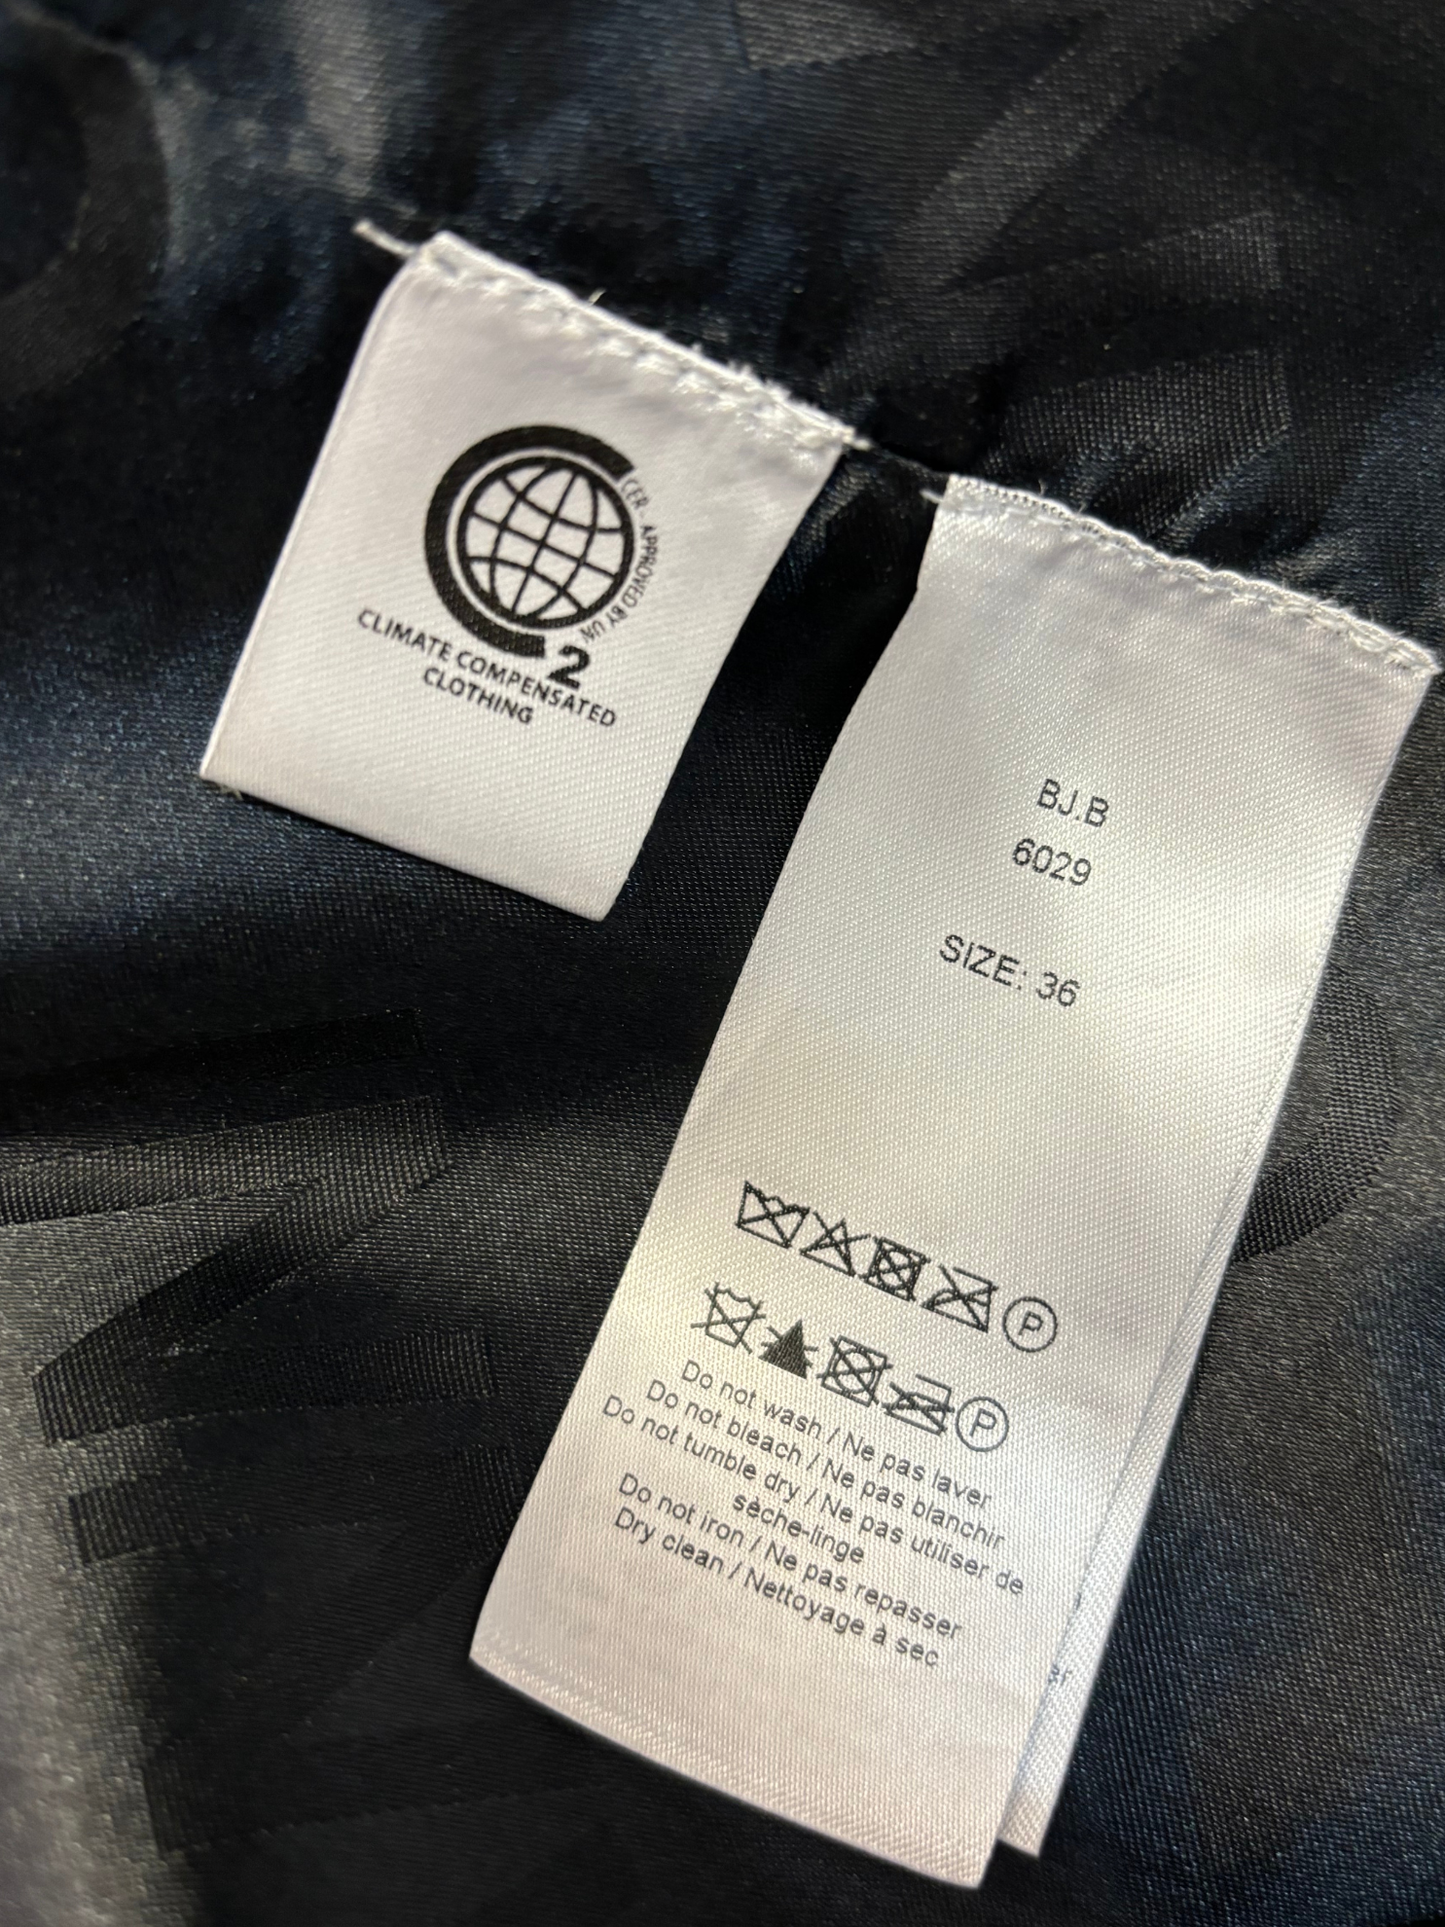 CER - APPROVED BY UN
2
CLIMATE COMPENSATED
CLOTHING
BJ.B
6029
SIZE: 36
P
P
Do not wash / Ne pas laver
Do not bleach / Ne pas blanchir
Do not tumble dry / Ne pas utiliser de
sèche-linge
Do not iron / Ne pas repasser
Dry clean / Nettoyage à sec